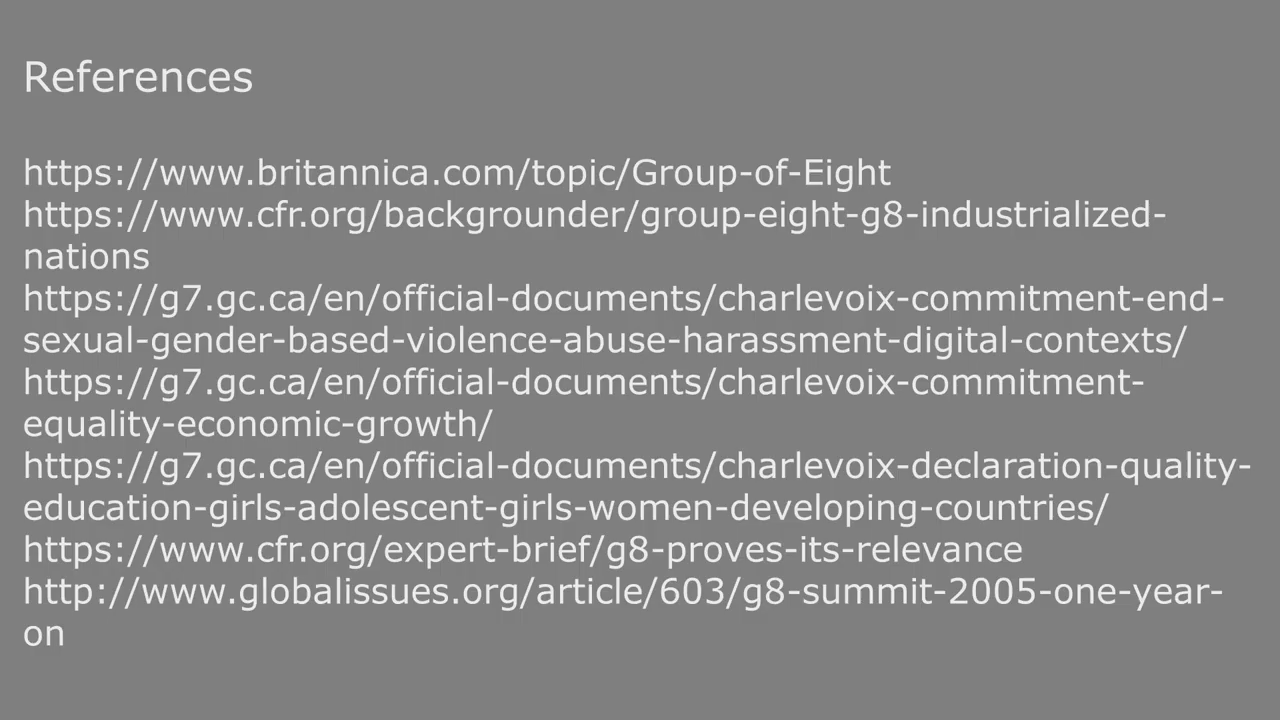 References
https://www.britannica.com/topic/Group-of-Eight
https://www.cfr.org/backgrounder/group-eight-g8-industrialized-
nations
https://g7.gc.ca/en/official-documents/charlevoix-commitment-end-
sexual-gender-based-violence-abuse-harassment-digital-contexts/
https://g7.gc.ca/en/official-documents/charlevoix-commitment-
equality-economic-growth/
https://g7.gc.ca/en/official-documents/charlevoix-declaration-quality-
education-girls-adolescent-girls-women-developing-countries/
https://www.cfr.org/expert-brief/g8-proves-its-relevance
http://www.globalissues.org/article/603/g8-summit-2005-one-year-
on